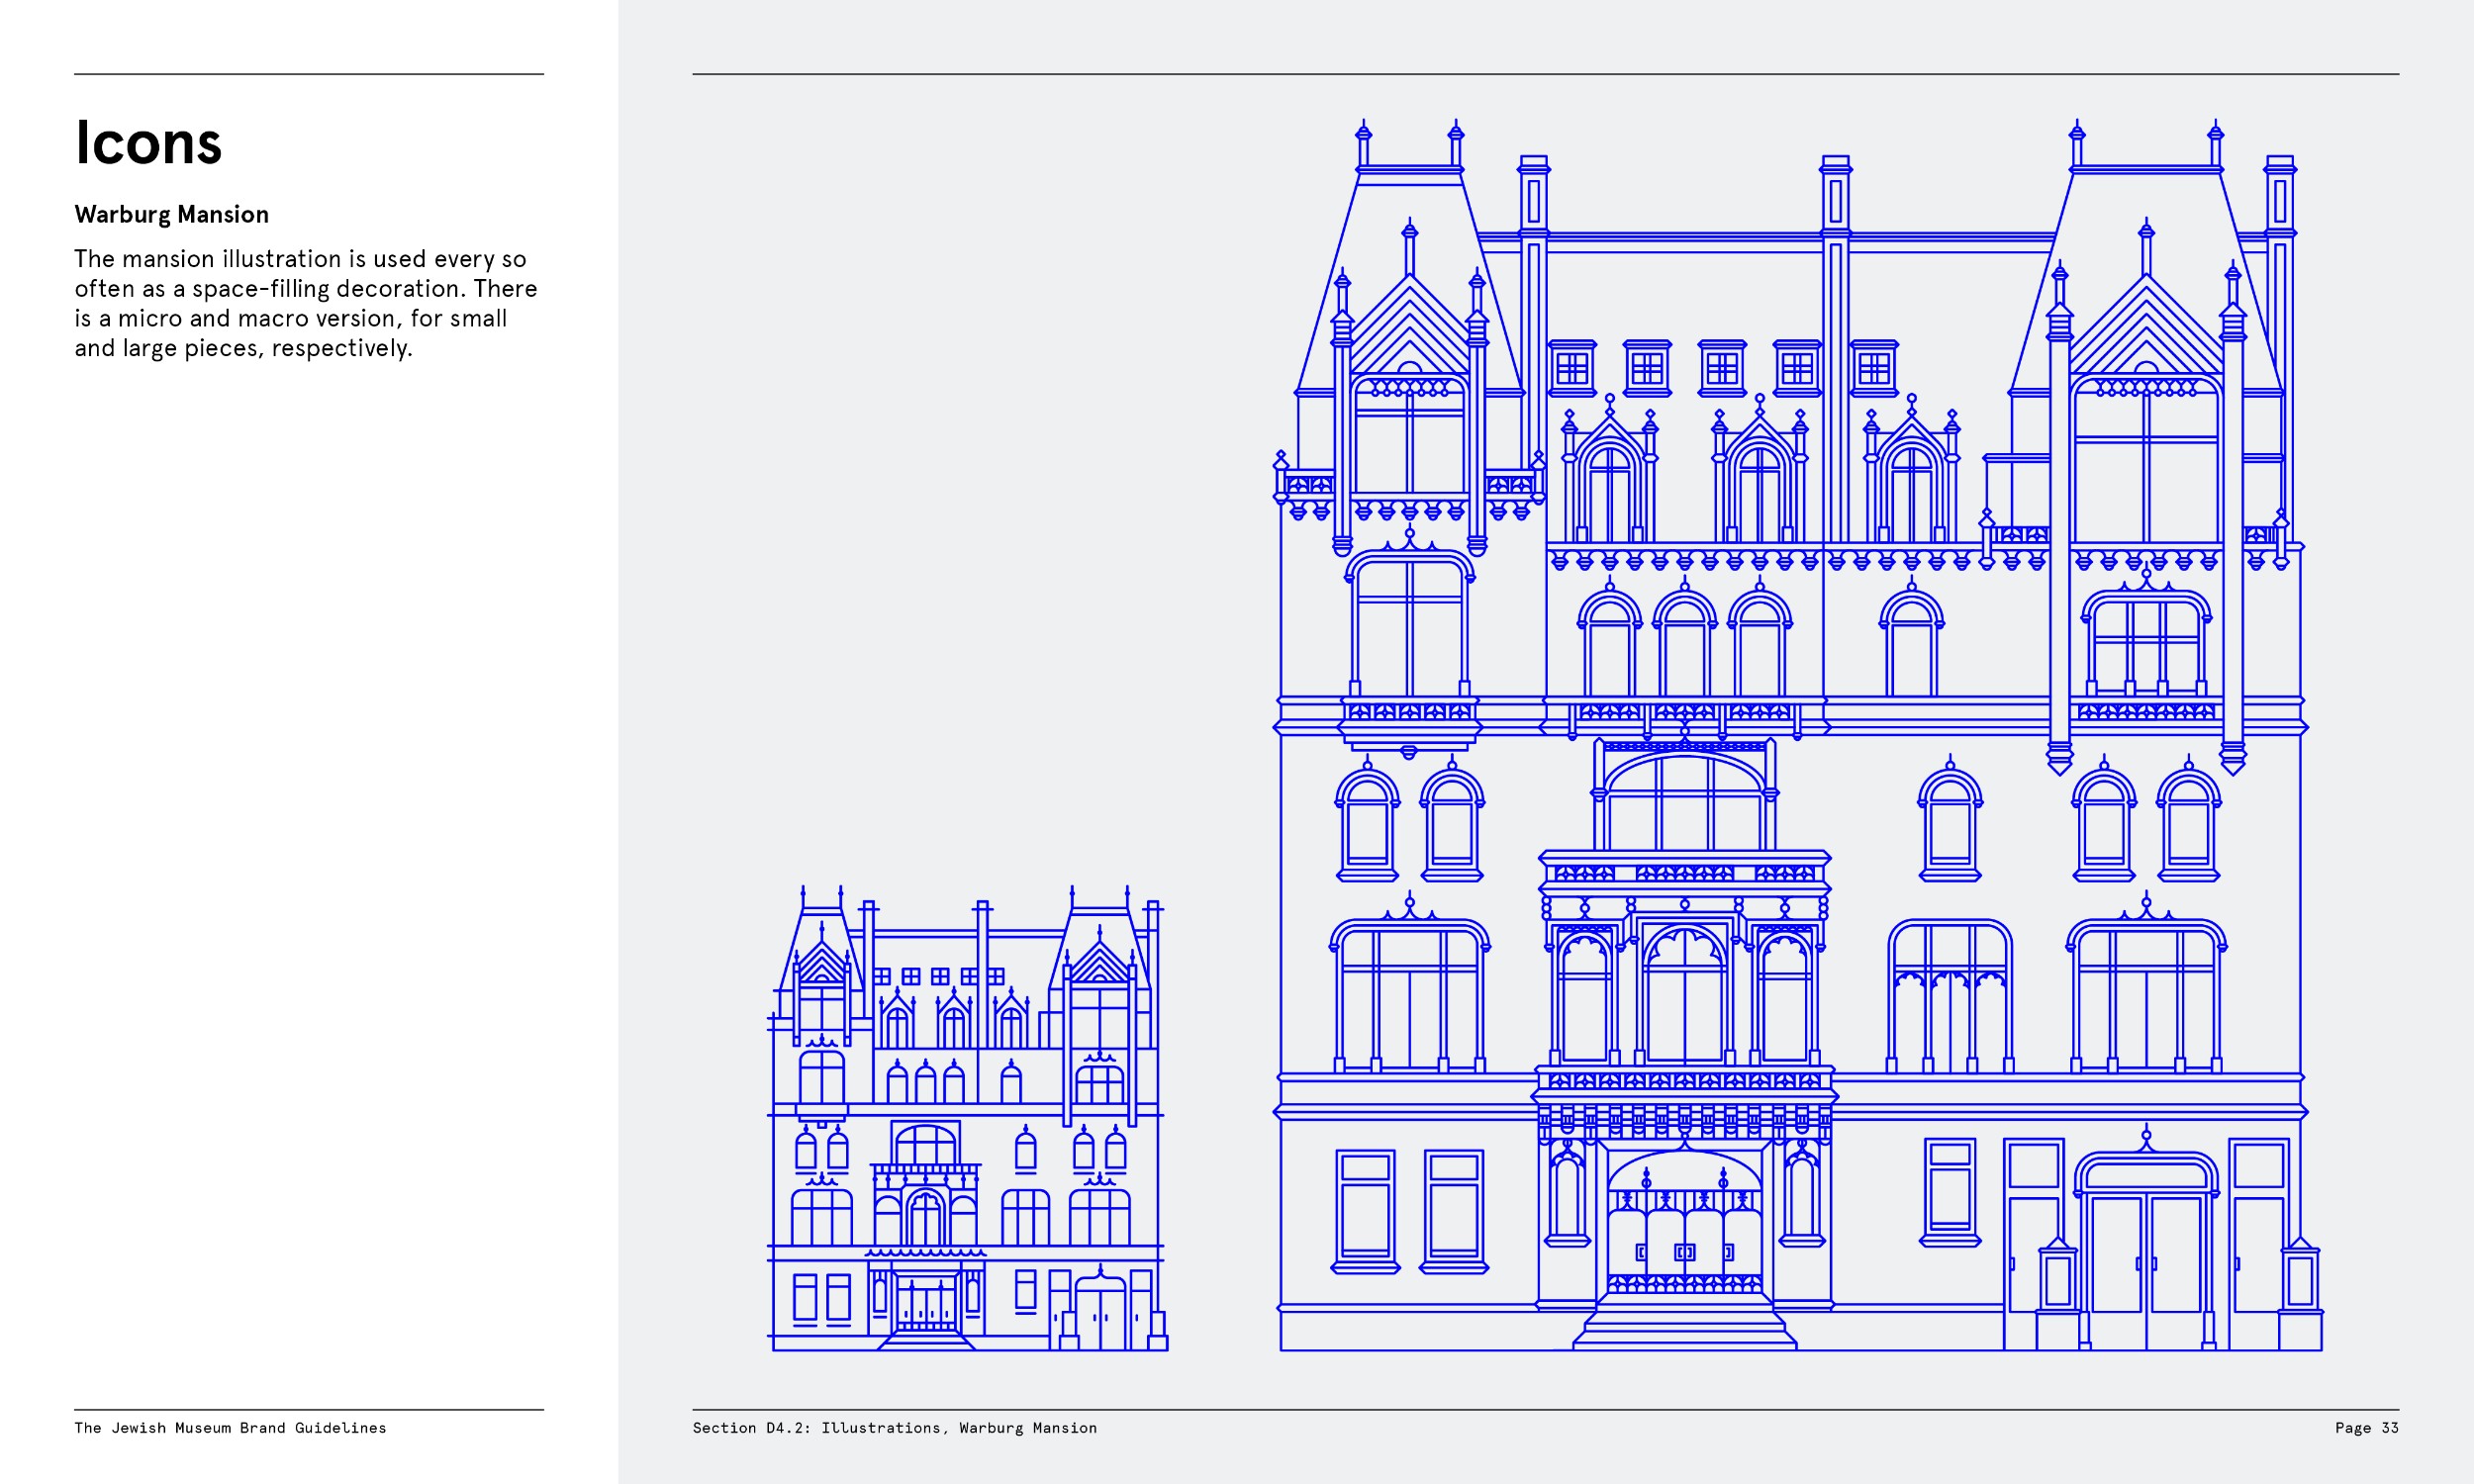 Icons
Warburg Mansion
The mansion illustration is used every so
often as a space-filling decoration. There
is a micro and macro version, for small
and large pieces, respectively.
The Jewish Museum Brand Guidelines
Section D4.2: Illustrations, Warburg Mansion
Page 33